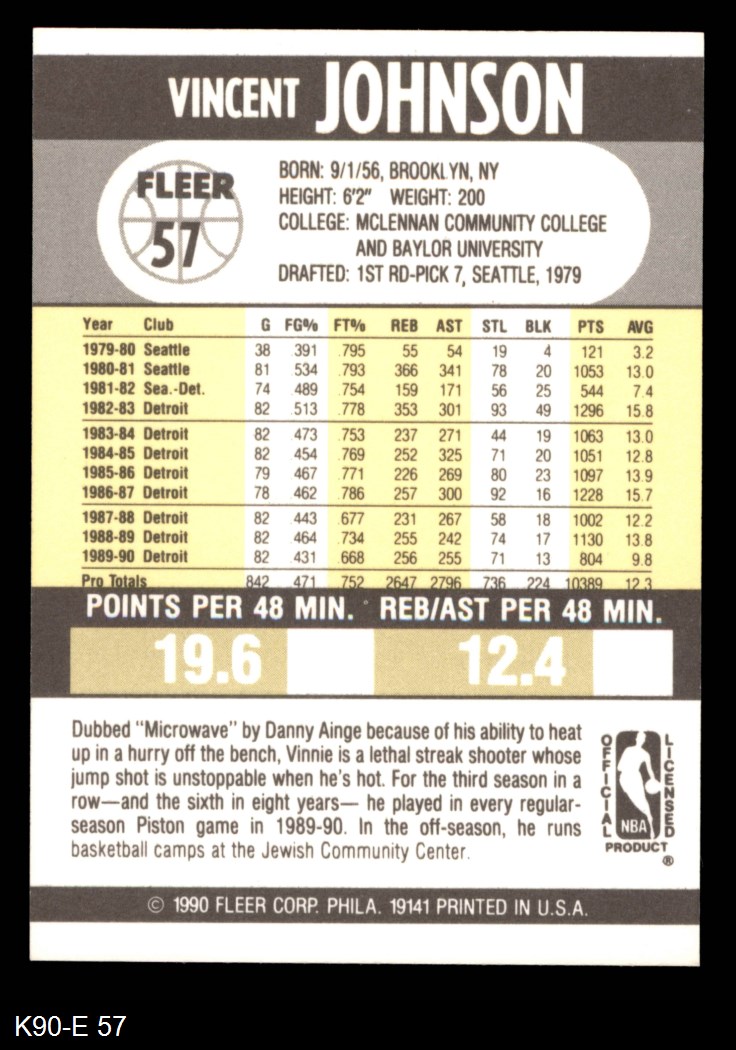 VINCENT JOHNSON
FLEER
57
BORN: 9/1/56, BROOKLYN, NY
HEIGHT: 6'2" WEIGHT: 200
COLLEGE: MCLENNAN COMMUNITY COLLEGE
AND BAYLOR UNIVERSITY
DRAFTED: 1ST RD-PICK 7, SEATTLE, 1979
Year Club G FG% FT% REB AST STL BLK PTS AVG
1979-80 Seattle 38 .391 .795 55 54 19 4 121 3.2
1980-81 Seattle 81 .534 .793 366 341 78 20 1053 13.0
1981-82 Sea.-Det. 74 .489 .754 159 171 56 25 544 7.4
1982-83 Detroit 82 .513 .778 353 301 93 49 1296 15.8
1983-84 Detroit 82 .473 .753 237 271 44 19 1063 13.0
1984-85 Detroit 82 .454 .769 252 325 71 20 1051 12.8
1985-86 Detroit 79 .467 .771 226 269 80 23 1097 13.9
1986-87 Detroit 78 .462 .786 257 300 92 16 1228 15.7
1987-88 Detroit 82 .443 .677 231 267 58 18 1002 12.2
1988-89 Detroit 82 .464 .734 255 242 74 17 1130 13.8
1989-90 Detroit 82 .431 .668 256 255 71 13 804 9.8
Pro Totals 842 .471 .752 2647 2796 736 224 10389 12.3
POINTS PER 48 MIN. REB/AST PER 48 MIN.
19.6 12.4
Dubbed "Microwave" by Danny Ainge because of his ability to heat
up in a hurry off the bench, Vinnie is a lethal streak shooter whose
jump shot is unstoppable when he's hot. For the third season in a
row—and the sixth in eight years— he played in every regular-
season Piston game in 1989-90. In the off-season, he runs
basketball camps at the Jewish Community Center.
OFFICIAL
NBA
LICENSED
PRODUCT
®
© 1990 FLEER CORP. PHILA. 19141 PRINTED IN U.S.A.
K90-E 57